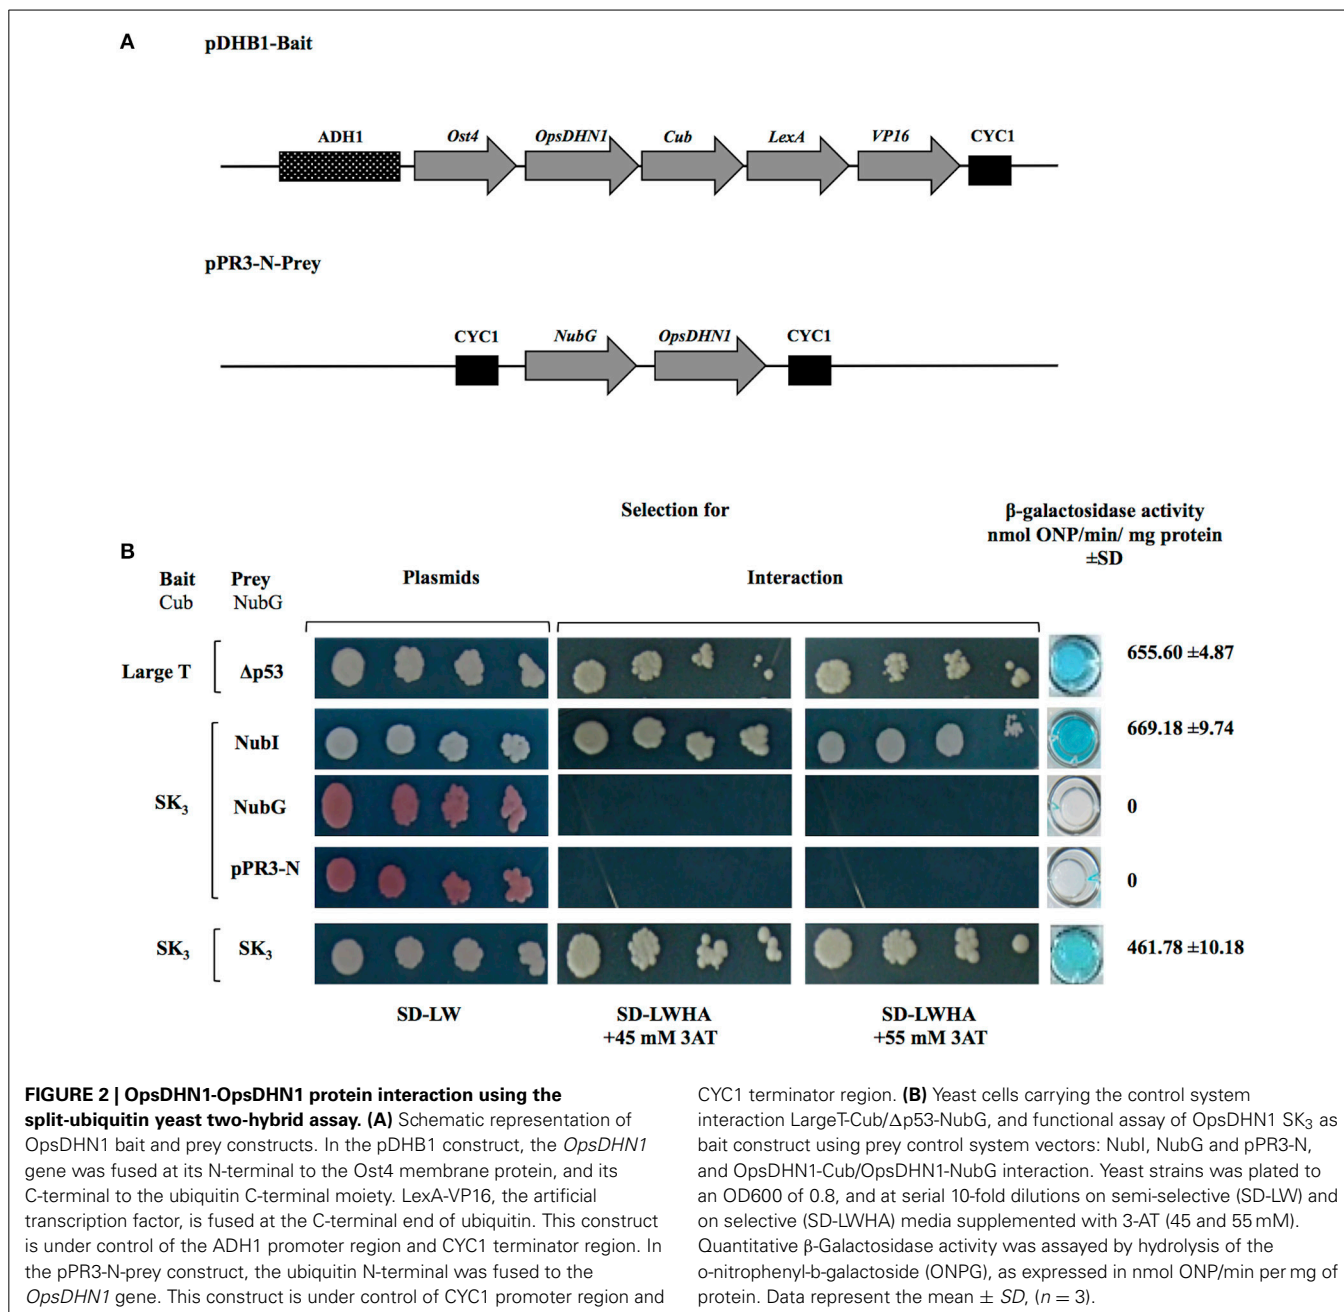 A
pDHB1-Bait
ADH1 Ost4 OpsDHN1 Cub LexA VP16 CYC1
pPR3-N-Prey
CYC1 NubG OpsDHN1 CYC1
Selection for
β-galactosidase activity
nmol ONP/min/ mg protein
±SD
B
Bait Prey Plasmids Interaction
Cub NubG
Large T Δp53 655.60 ±4.87
NubI 669.18 ±9.74
SK3 NubG 0
pPR3-N 0
SK3 SK3 461.78 ±10.18
SD-LW SD-LWHA SD-LWHA
+45 mM 3AT +55 mM 3AT
FIGURE 2 | OpsDHN1-OpsDHN1 protein interaction using the
split-ubiquitin yeast two-hybrid assay. (A) Schematic representation of
OpsDHN1 bait and prey constructs. In the pDHB1 construct, the OpsDHN1
gene was fused at its N-terminal to the Ost4 membrane protein, and its
C-terminal to the ubiquitin C-terminal moiety. LexA-VP16, the artificial
transcription factor, is fused at the C-terminal end of ubiquitin. This construct
is under control of the ADH1 promoter region and CYC1 terminator region. In
the pPR3-N-prey construct, the ubiquitin N-terminal was fused to the
OpsDHN1 gene. This construct is under control of CYC1 promoter region and
CYC1 terminator region. (B) Yeast cells carrying the control system
interaction LargeT-Cub/Δp53-NubG, and functional assay of OpsDHN1 SK3 as
bait construct using prey control system vectors: NubI, NubG and pPR3-N,
and OpsDHN1-Cub/OpsDHN1-NubG interaction. Yeast strains was plated to
an OD600 of 0.8, and at serial 10-fold dilutions on semi-selective (SD-LW) and
on selective (SD-LWHA) media supplemented with 3-AT (45 and 55 mM).
Quantitative β-Galactosidase activity was assayed by hydrolysis of the
o-nitrophenyl-b-galactoside (ONPG), as expressed in nmol ONP/min per mg of
protein. Data represent the mean ± SD, (n = 3).